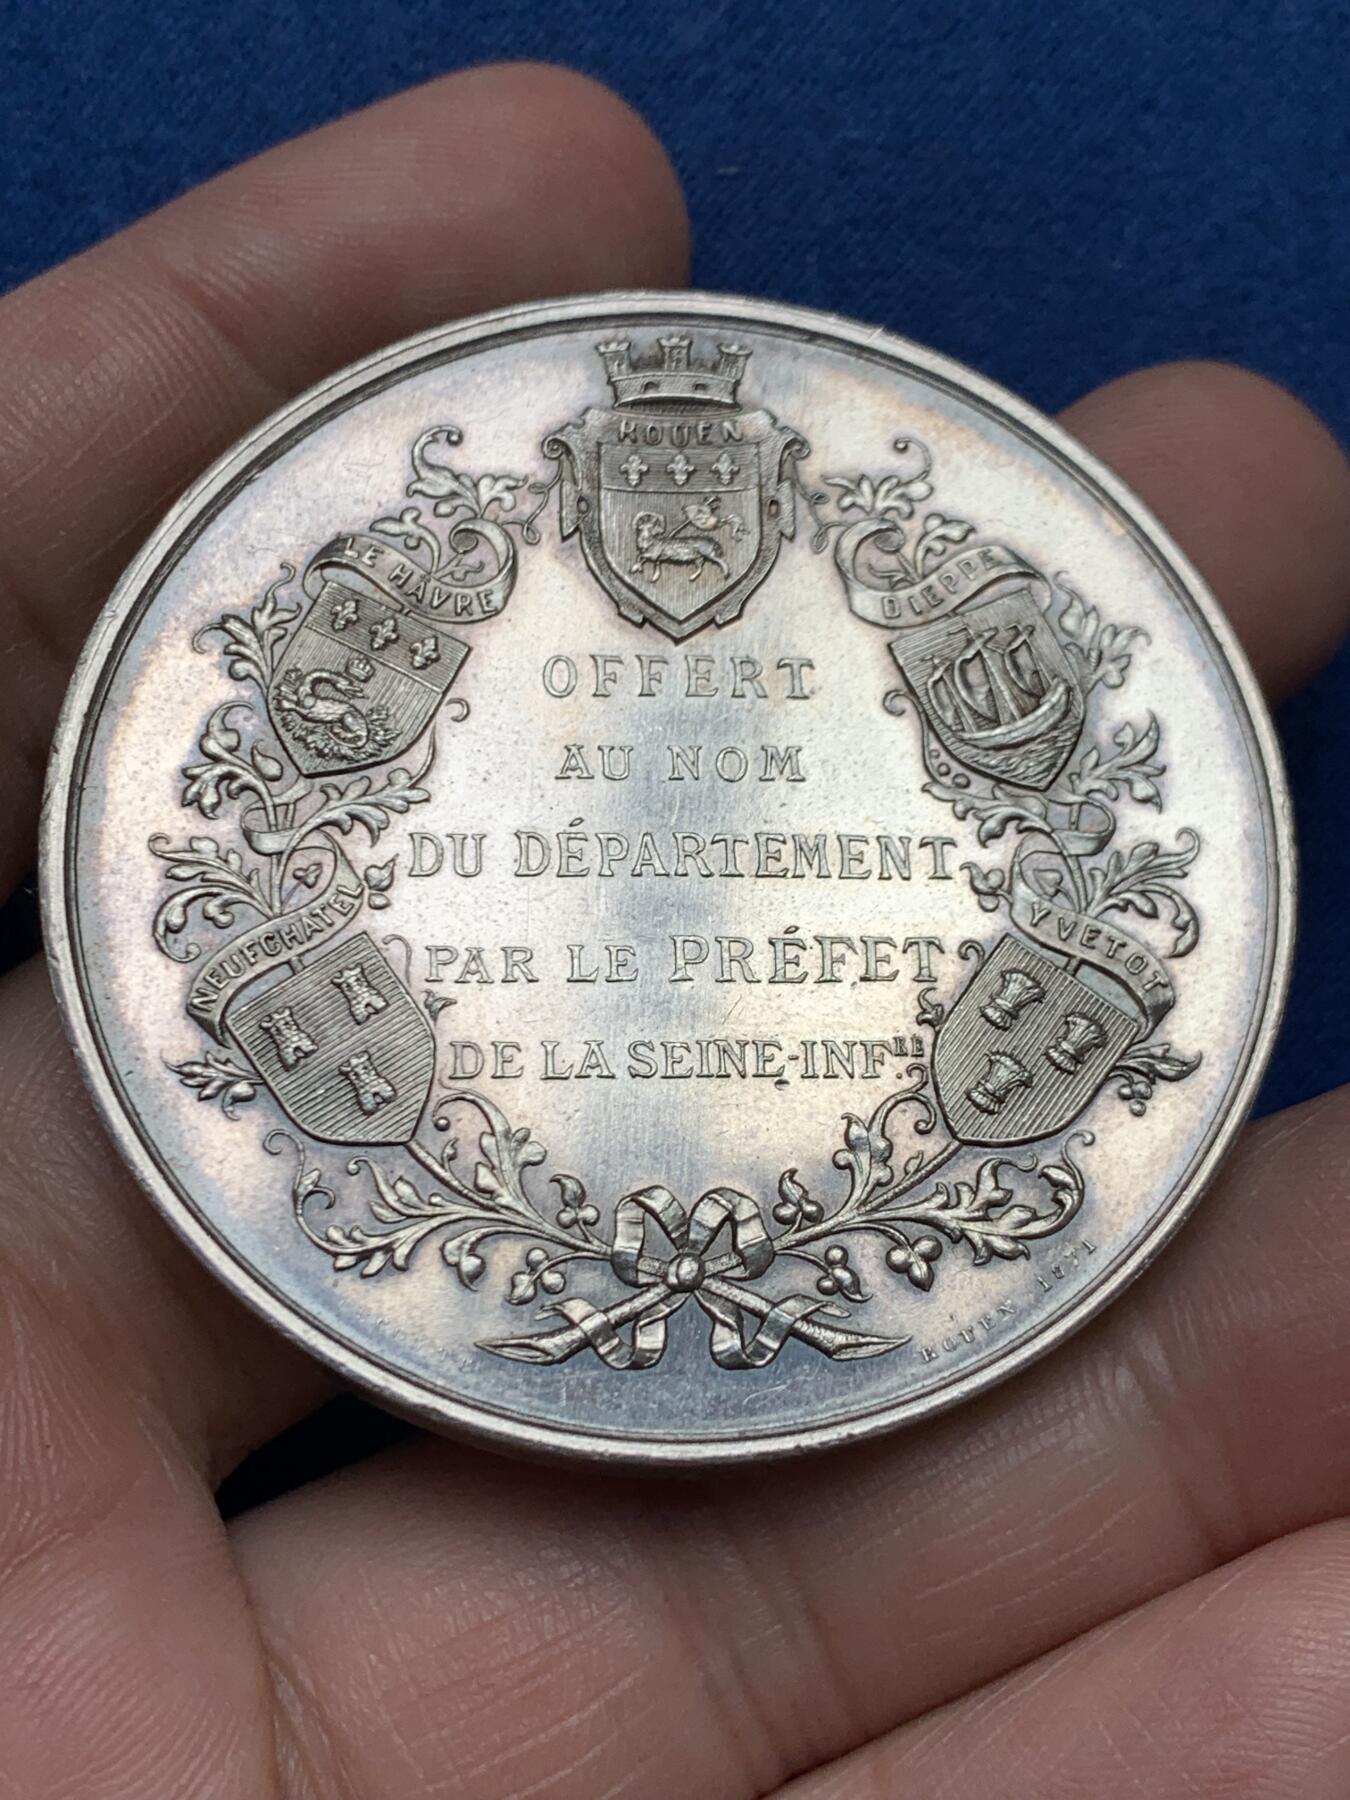 ROUEN
LE HÂVRE
DIEPPE
NEUFCHATEL
YVETOT
OFFERT
AU NOM
DU DÉPARTEMENT
PAR LE PRÉFET
DE LA SEINE-INFRE
ROUEN 1871